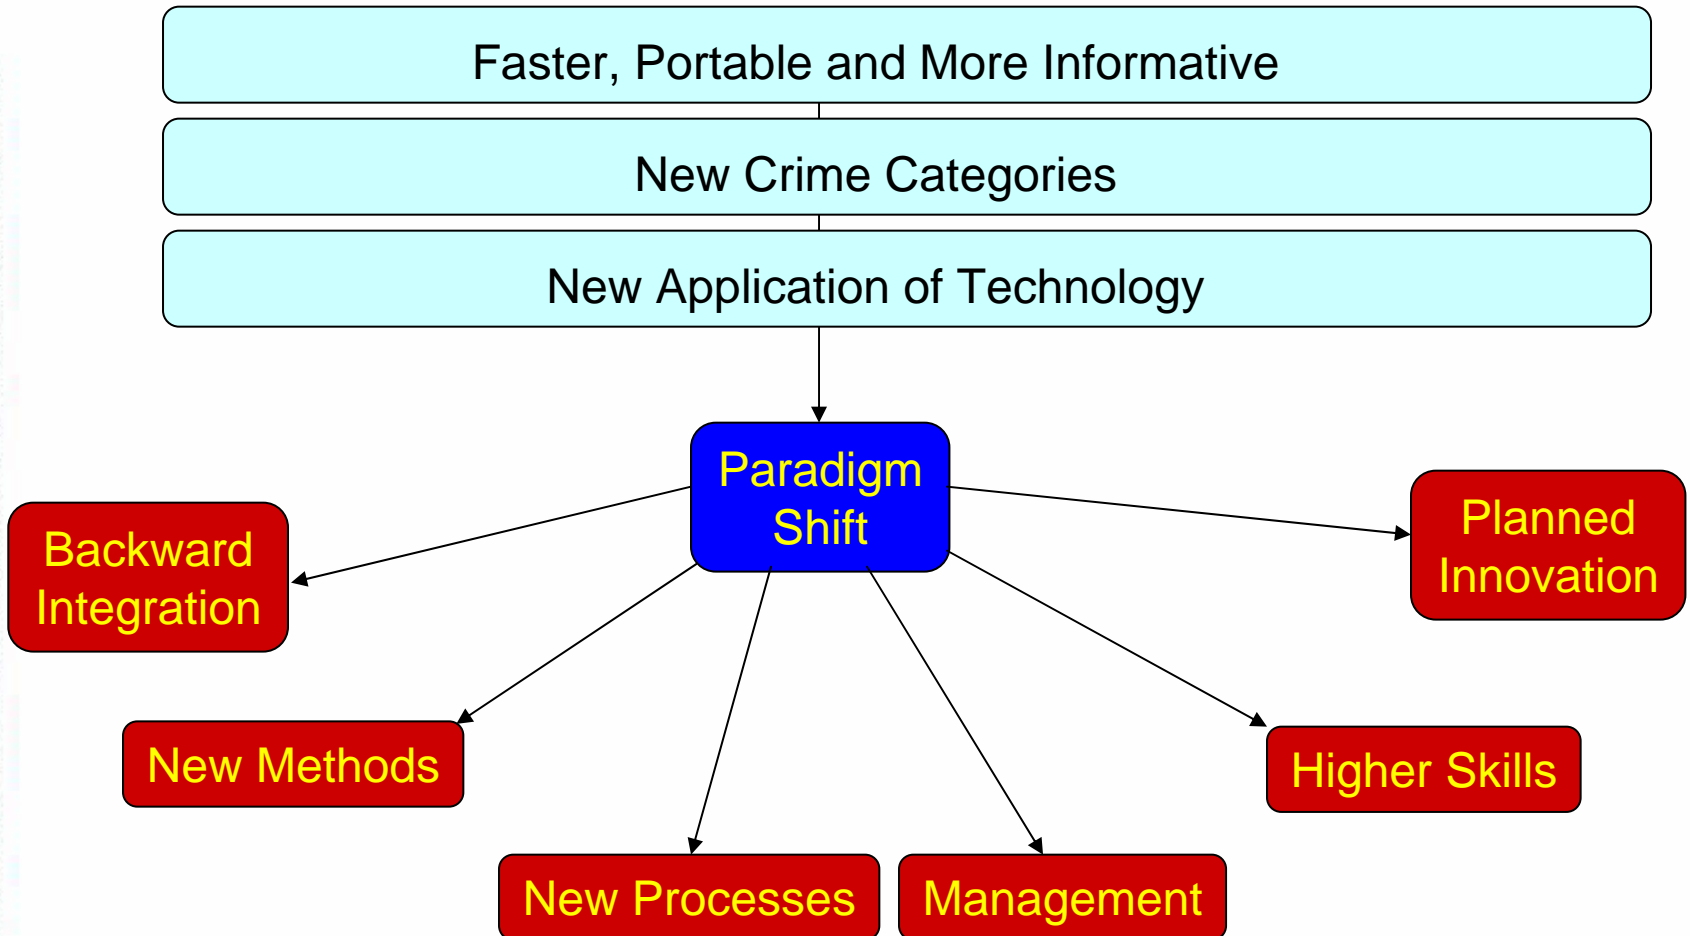 Faster, Portable and More Informative
New Crime Categories
New Application of Technology
Paradigm
Shift
Backward
Integration
Planned
Innovation
New Methods
Higher Skills
New Processes
Management